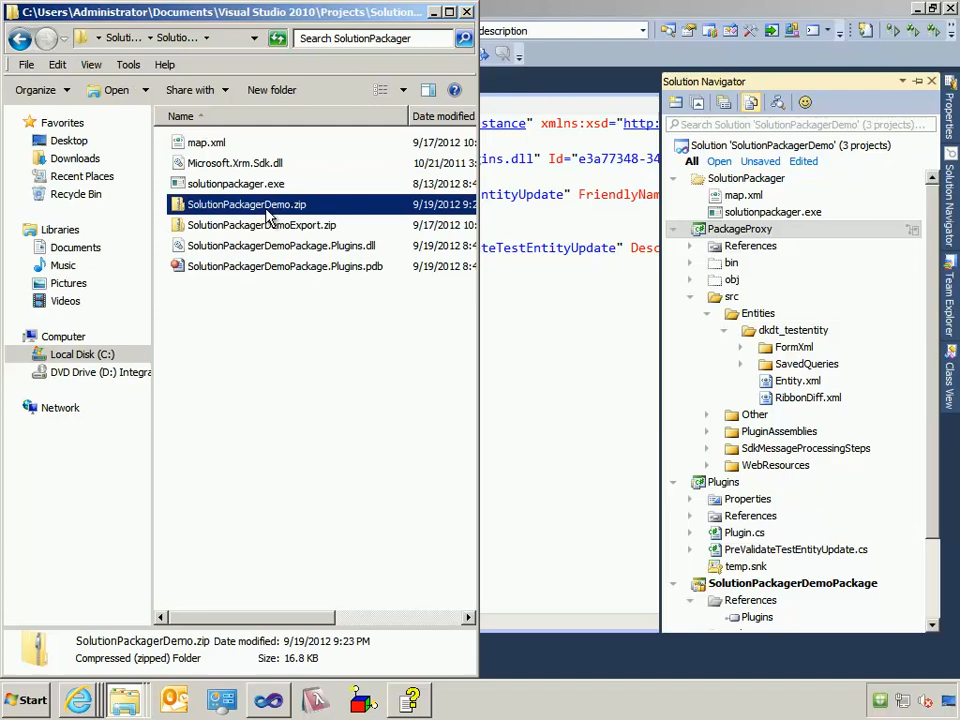 C:\Users\Administrator\Documents\Visual Studio 2010\Projects\Solution...
Soluti... Solutio...
Search SolutionPackager
File Edit View Tools Help
Organize Open Share with New folder
Favorites
Desktop
Downloads
Recent Places
Recycle Bin
Libraries
Documents
Music
Pictures
Videos
Computer
Local Disk (C:)
DVD Drive (D:) Integra
Network
Name Date modified
map.xml 9/17/2012 10:
Microsoft.Xrm.Sdk.dll 10/21/2011 3:
solutionpackager.exe 8/13/2012 8:4
SolutionPackagerDemo.zip 9/19/2012 9:2
SolutionPackagerDemoExport.zip 9/17/2012 10:
SolutionPackagerDemoPackage.Plugins.dll 9/19/2012 8:4
SolutionPackagerDemoPackage.Plugins.pdb 9/19/2012 8:4
SolutionPackagerDemo.zip Date modified: 9/19/2012 9:23 PM
Compressed (zipped) Folder Size: 16.8 KB
description
stance" xmlns:xsd="http:
ins.dll" Id="e3a77348-34
entityUpdate" FriendlyNam
teTestEntityUpdate" Desc
Solution Navigator
Search Solution 'SolutionPackagerDemo' (3 projects)...
Solution 'SolutionPackagerDemo' (3 projects)
All Open Unsaved Edited
SolutionPackager
map.xml
solutionpackager.exe
PackageProxy
References
bin
obj
src
Entities
dkdt_testentity
FormXml
SavedQueries
Entity.xml
RibbonDiff.xml
Other
PluginAssemblies
SdkMessageProcessingSteps
WebResources
Plugins
Properties
References
Plugin.cs
PreValidateTestEntityUpdate.cs
temp.snk
SolutionPackagerDemoPackage
References
Plugins
Properties
Solution Navigator
Team Explorer
Class View
Start